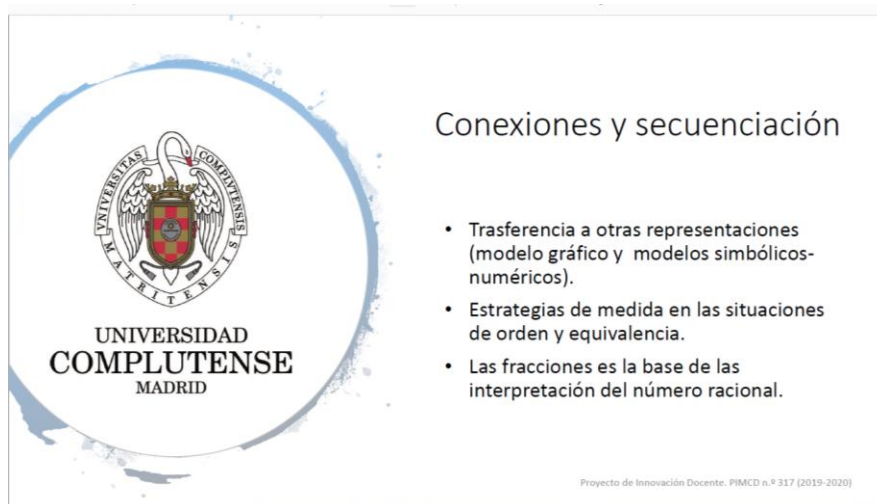 UNIVERSITAS COMPLUTENSIS
MATRITENSIS
UNIVERSIDAD
COMPLUTENSE
MADRID
Conexiones y secuenciación
• Trasferencia a otras representaciones
(modelo gráfico y modelos simbólicos-
numéricos).
• Estrategias de medida en las situaciones
de orden y equivalencia.
• Las fracciones es la base de las
interpretación del número racional.
Proyecto de Innovación Docente. PIMCD n.º 317 (2019-2020)